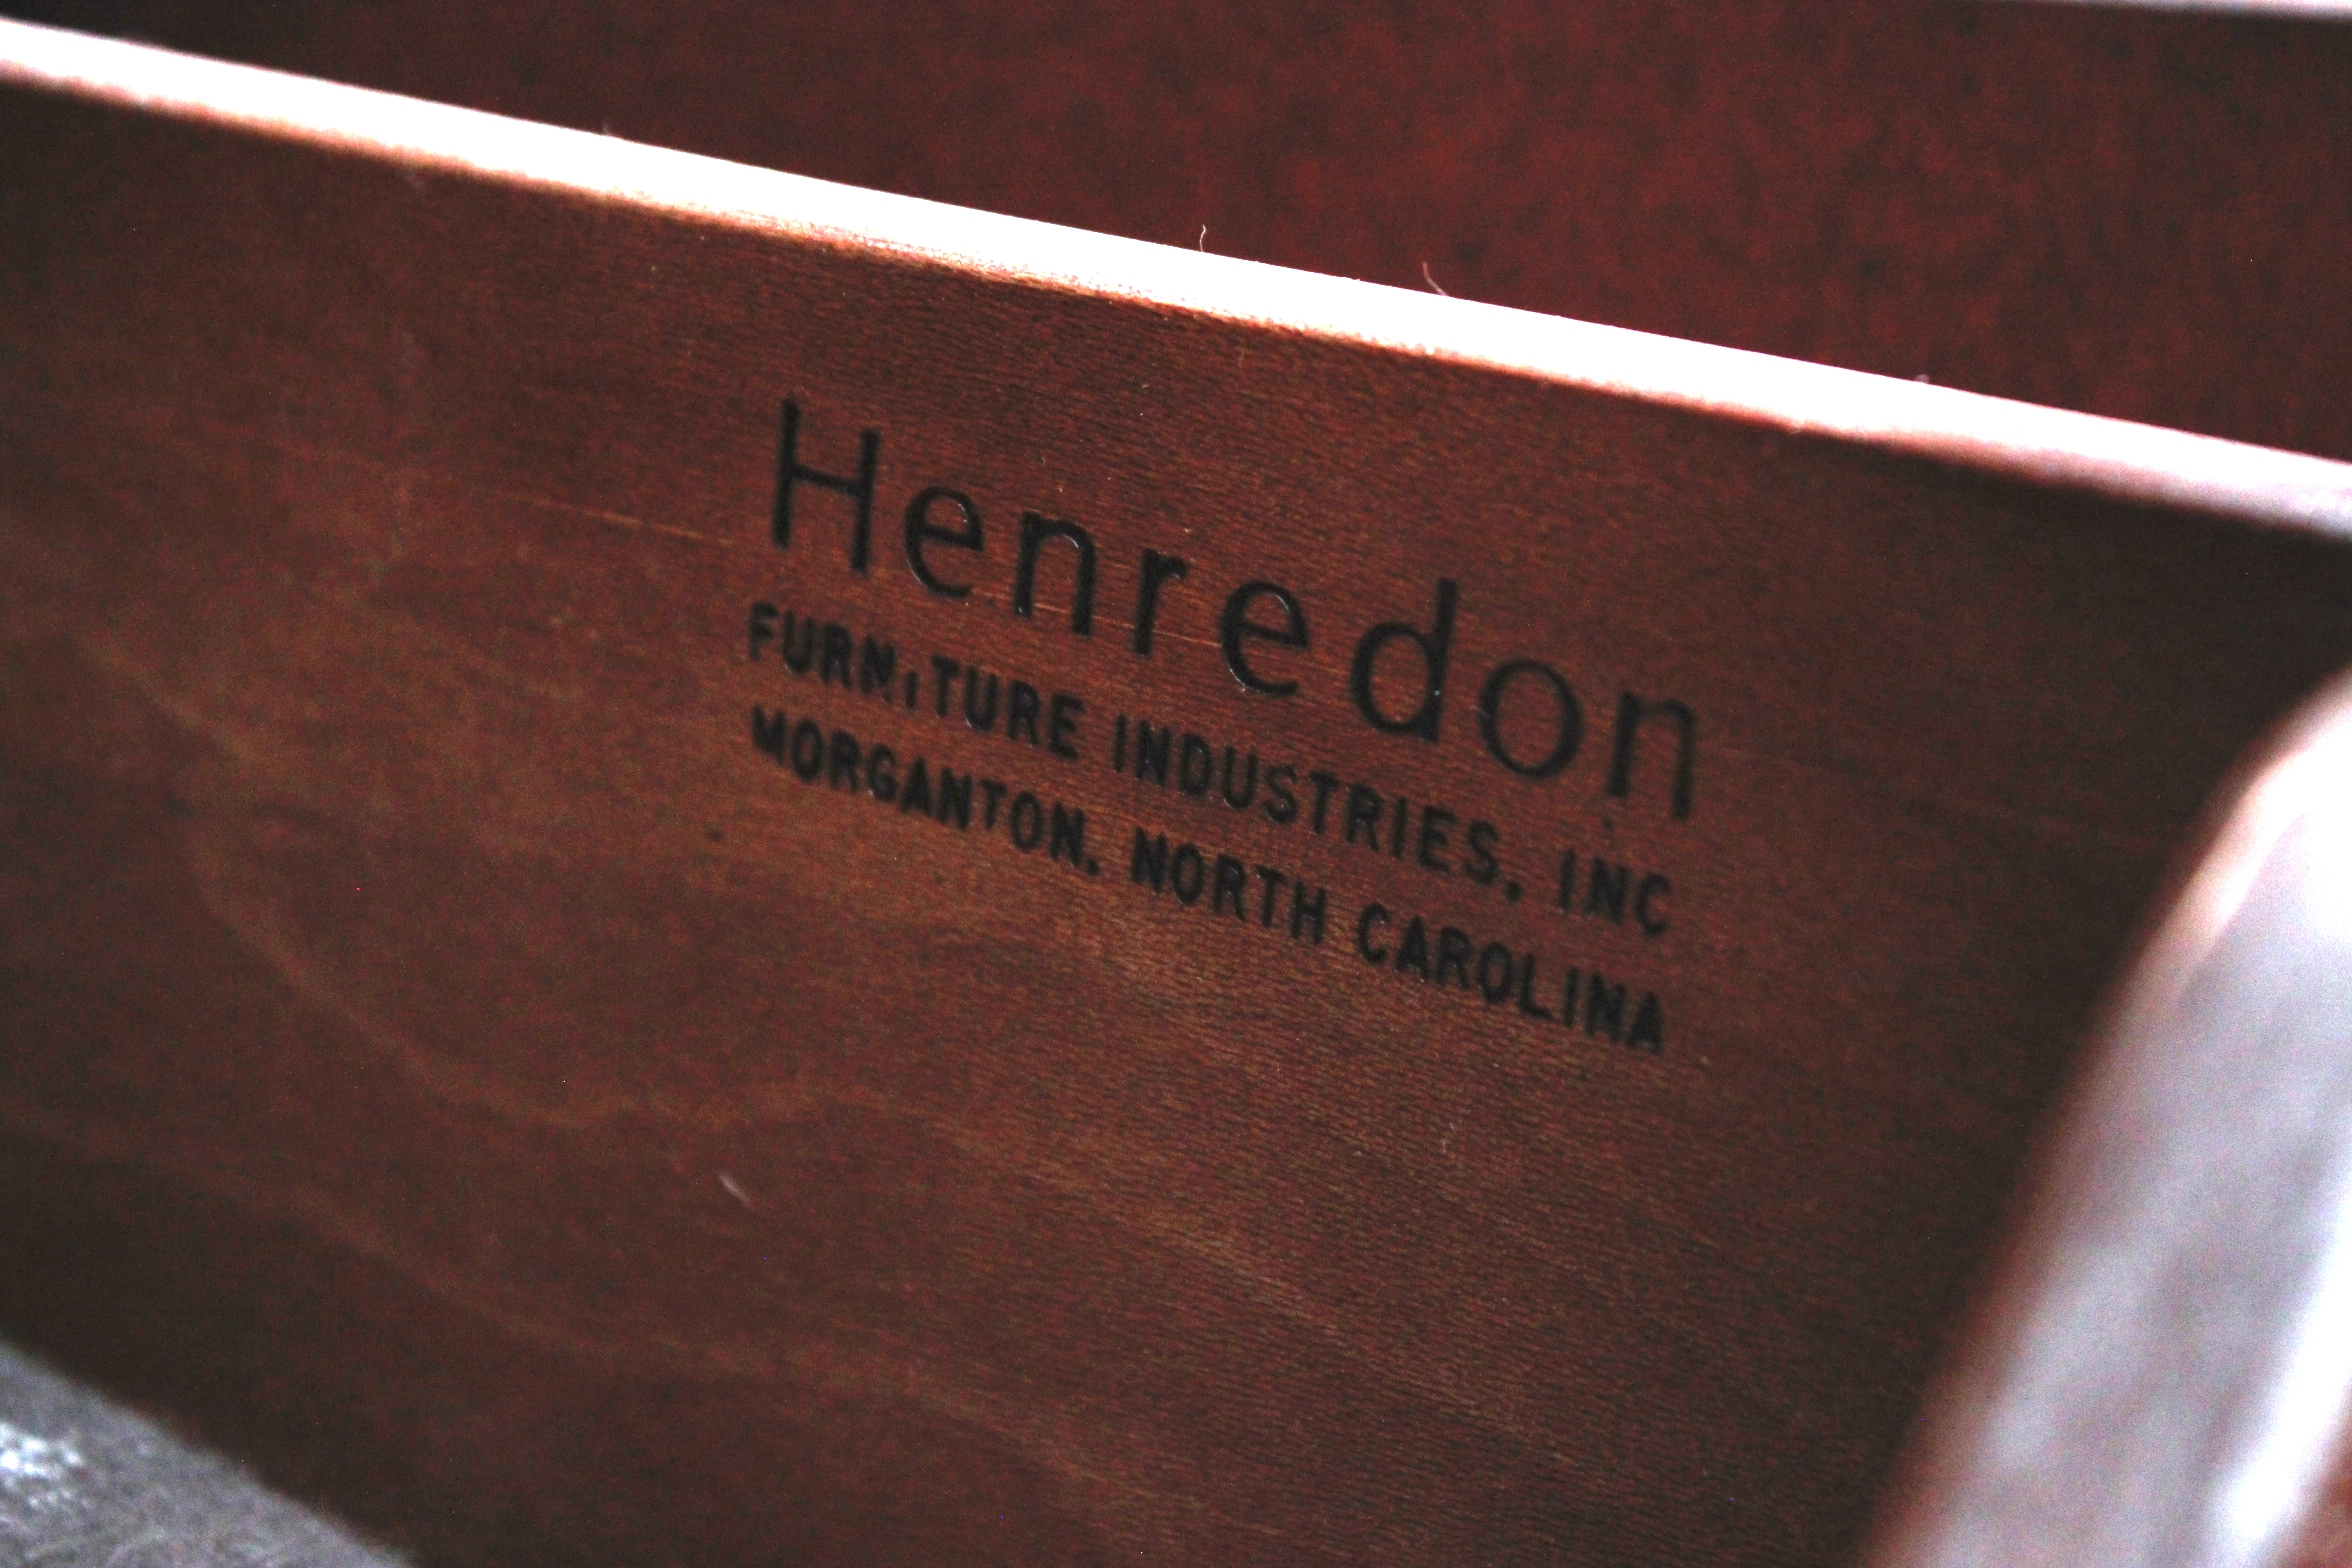 Henredon
FURNITURE INDUSTRIES, INC
MORGANTON, NORTH CAROLINA